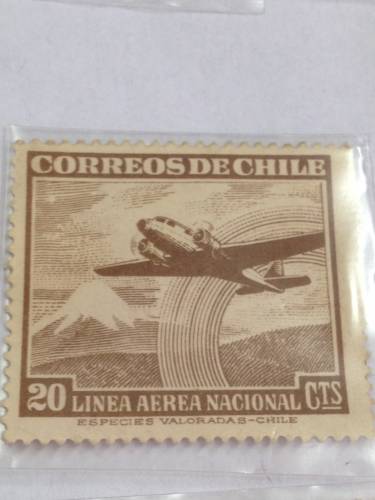 CORREOS DE CHILE
20 LINEA AEREA NACIONAL CTS
ESPECIES VALORADAS-CHILE